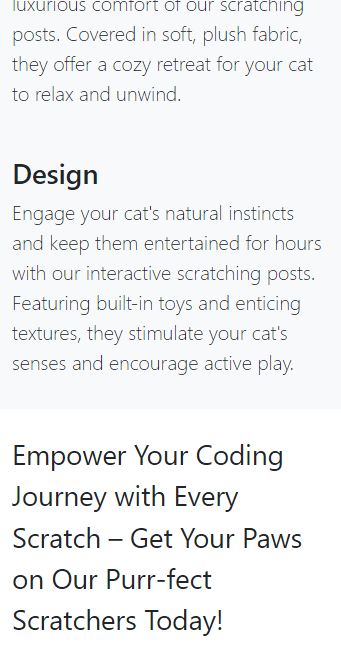 luxurious comfort of our scratching
posts. Covered in soft, plush fabric,
they offer a cozy retreat for your cat
to relax and unwind.
Design
Engage your cat's natural instincts
and keep them entertained for hours
with our interactive scratching posts.
Featuring built-in toys and enticing
textures, they stimulate your cat's
senses and encourage active play.
Empower Your Coding
Journey with Every
Scratch – Get Your Paws
on Our Purr-fect
Scratchers Today!